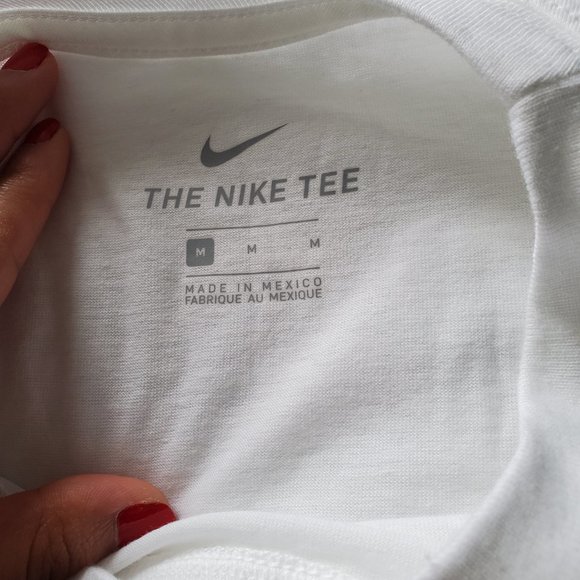 THE NIKE TEE
M M M
MADE IN MEXICO
FABRIQUE AU MEXIQUE